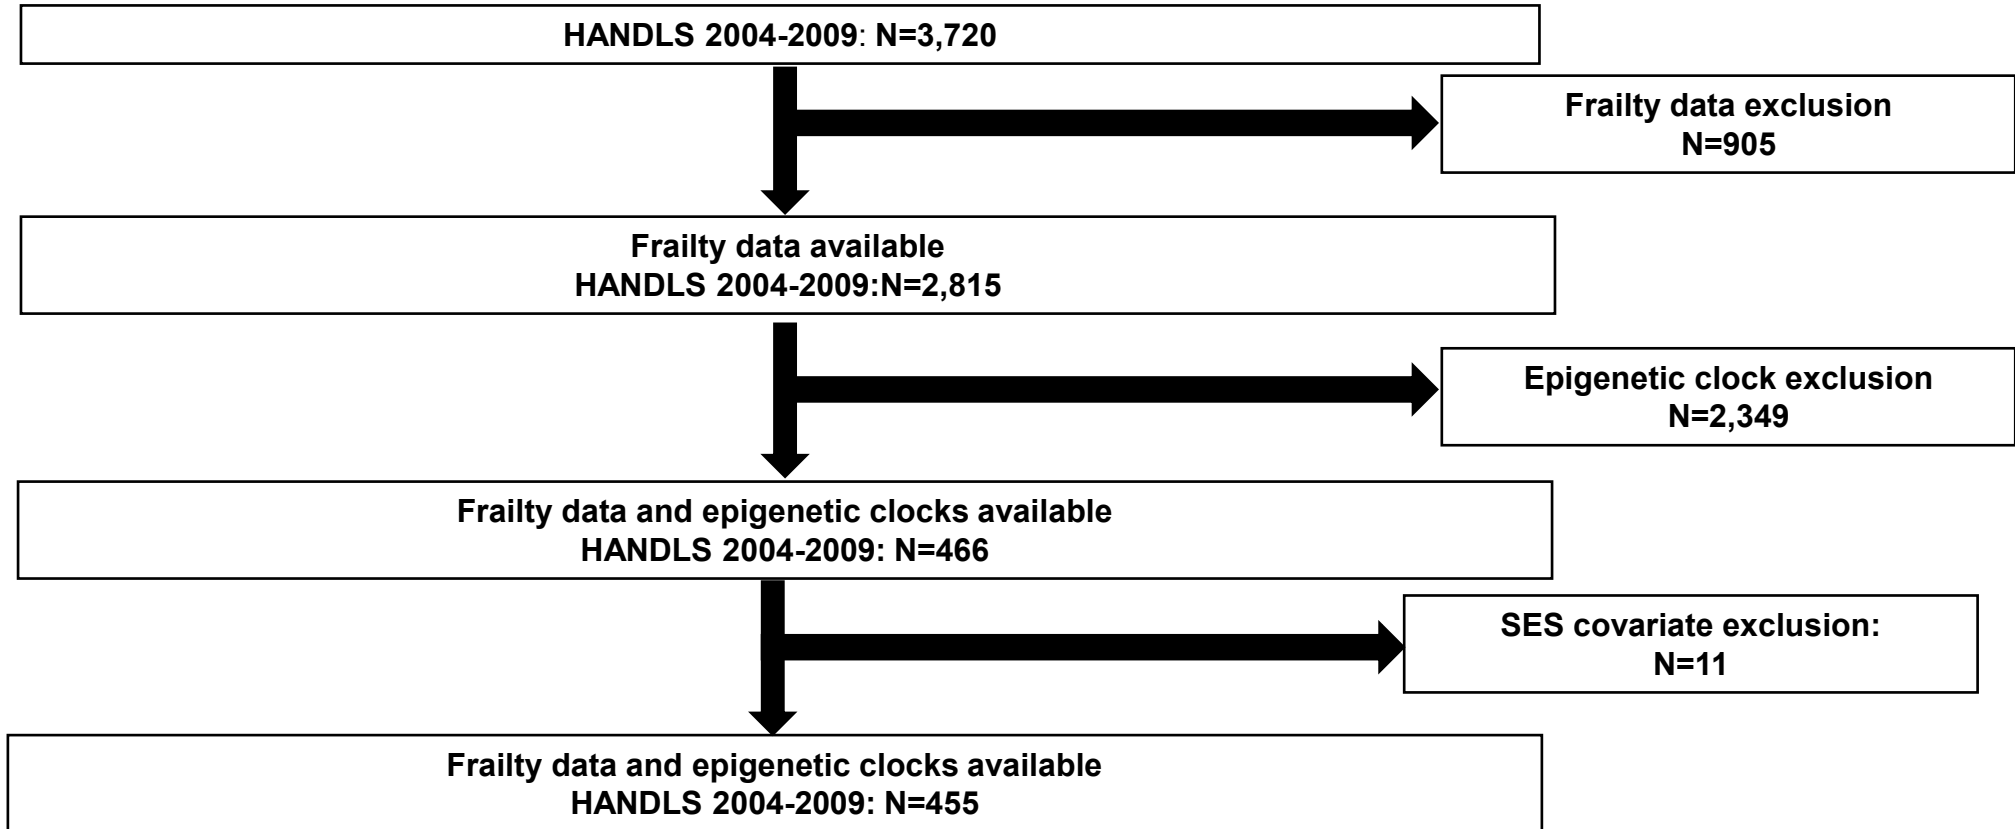 HANDLS 2004-2009: N=3,720
Frailty data exclusion
N=905
Frailty data available
HANDLS 2004-2009:N=2,815
Epigenetic clock exclusion
N=2,349
Frailty data and epigenetic clocks available
HANDLS 2004-2009: N=466
SES covariate exclusion:
N=11
Frailty data and epigenetic clocks available
HANDLS 2004-2009: N=455